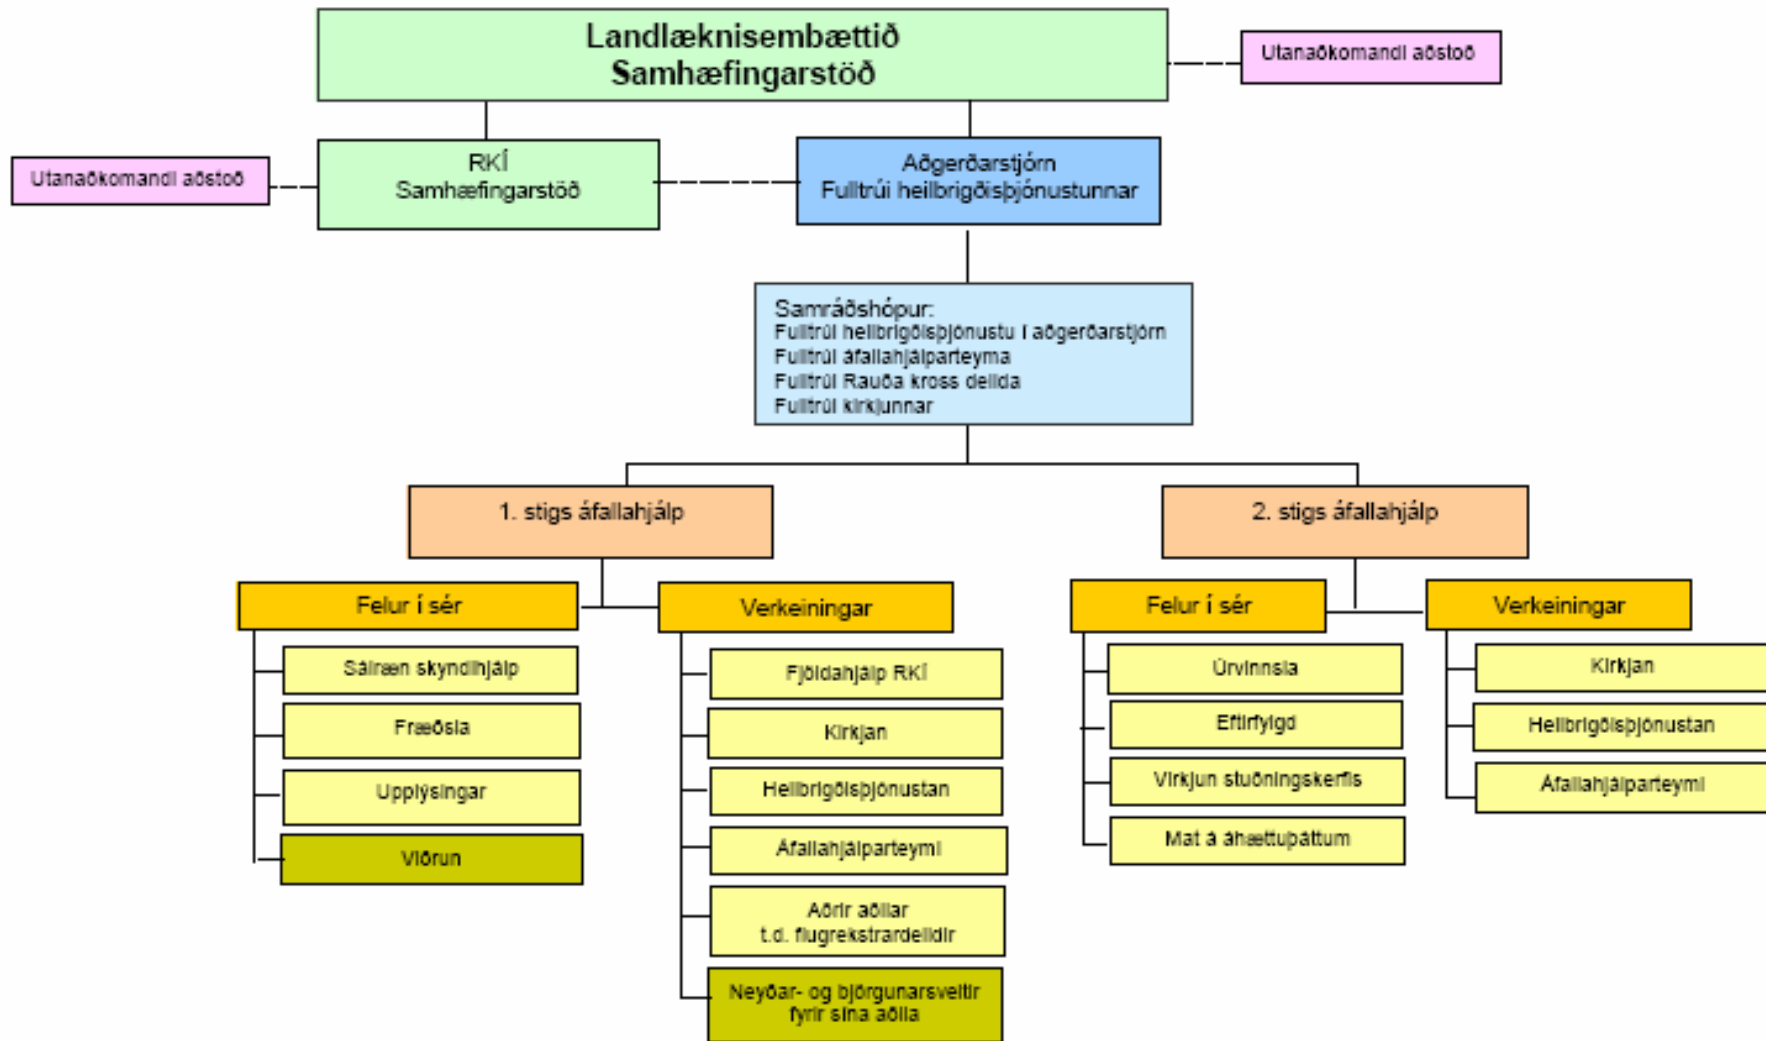 Landlæknisembættið
Samhæfingarstöð
Utanaðkomandi aðstoð
Utanaðkomandi aðstoð
RKÍ
Samhæfingarstöð
Aðgerðarstjórn
Fulltrúi heilbrigðisþjónustunnar
Samráðshópur:
Fulltrúi heilbrigðisþjónustu í aðgerðarstjórn
Fulltrúi áfallahjálparteyma
Fulltrúi Rauða kross deilda
Fulltrúi kirkjunnar
1. stigs áfallahjálp
2. stigs áfallahjálp
Felur í sér
Verkeiningar
Felur í sér
Verkeiningar
Sálræn skyndihjálp
Fræðsla
Upplýsingar
Viðrun
Fjöldahjálp RKÍ
Kirkjan
Heilbrigðisþjónustan
Áfallahjálparteymi
Aðrir aðilar
t.d. flugrekstrardeildir
Neyðar- og björgunarsveitir
fyrir sína aðila
Úrvinnsla
Eftirfylgd
Virkjun stuðningskerfis
Mat á áhættuþáttum
Kirkjan
Heilbrigðisþjónustan
Áfallahjálparteymi